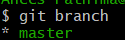 $ git branch
* master